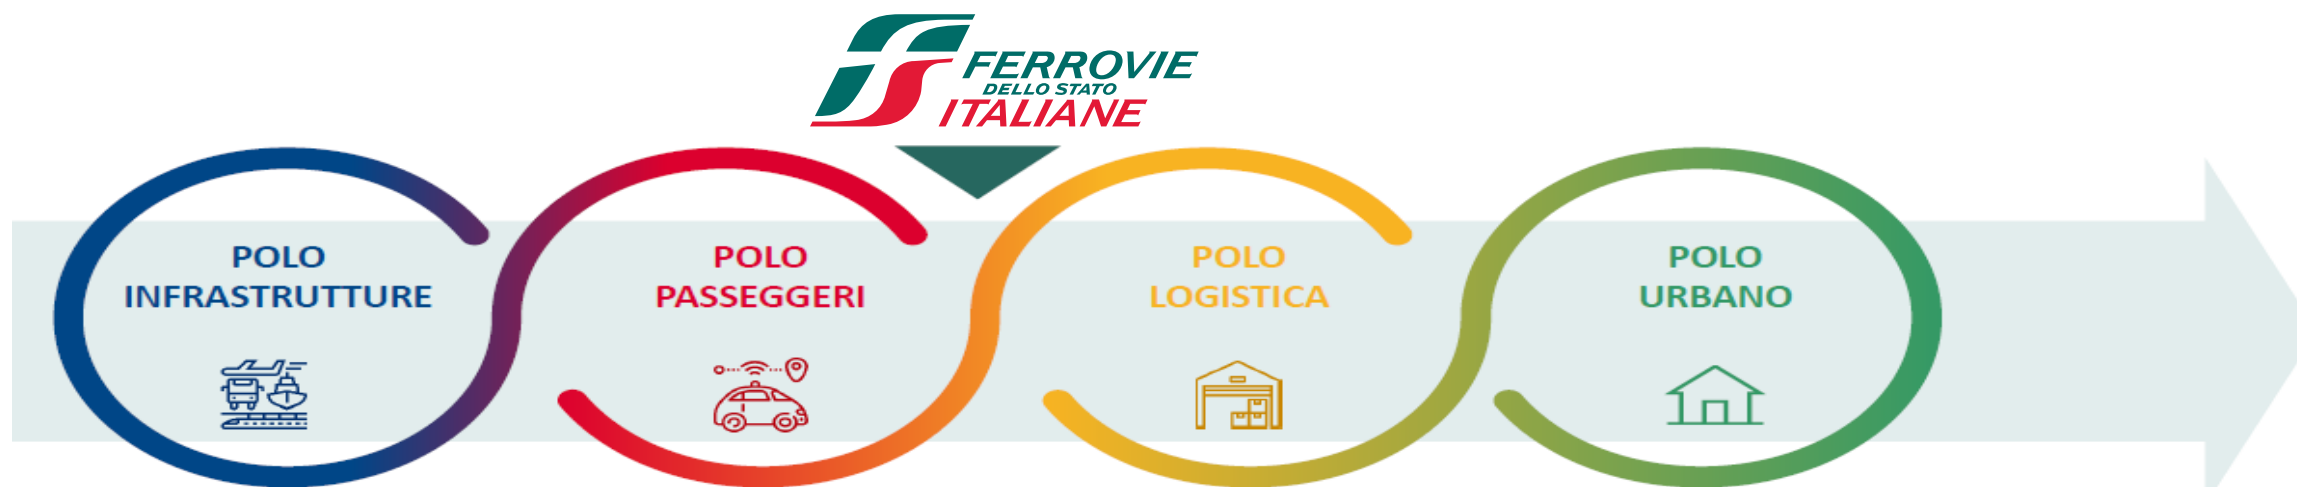 FERROVIE
DELLO STATO
ITALIANE
POLO
INFRASTRUTTURE
POLO
PASSEGGERI
POLO
LOGISTICA
POLO
URBANO